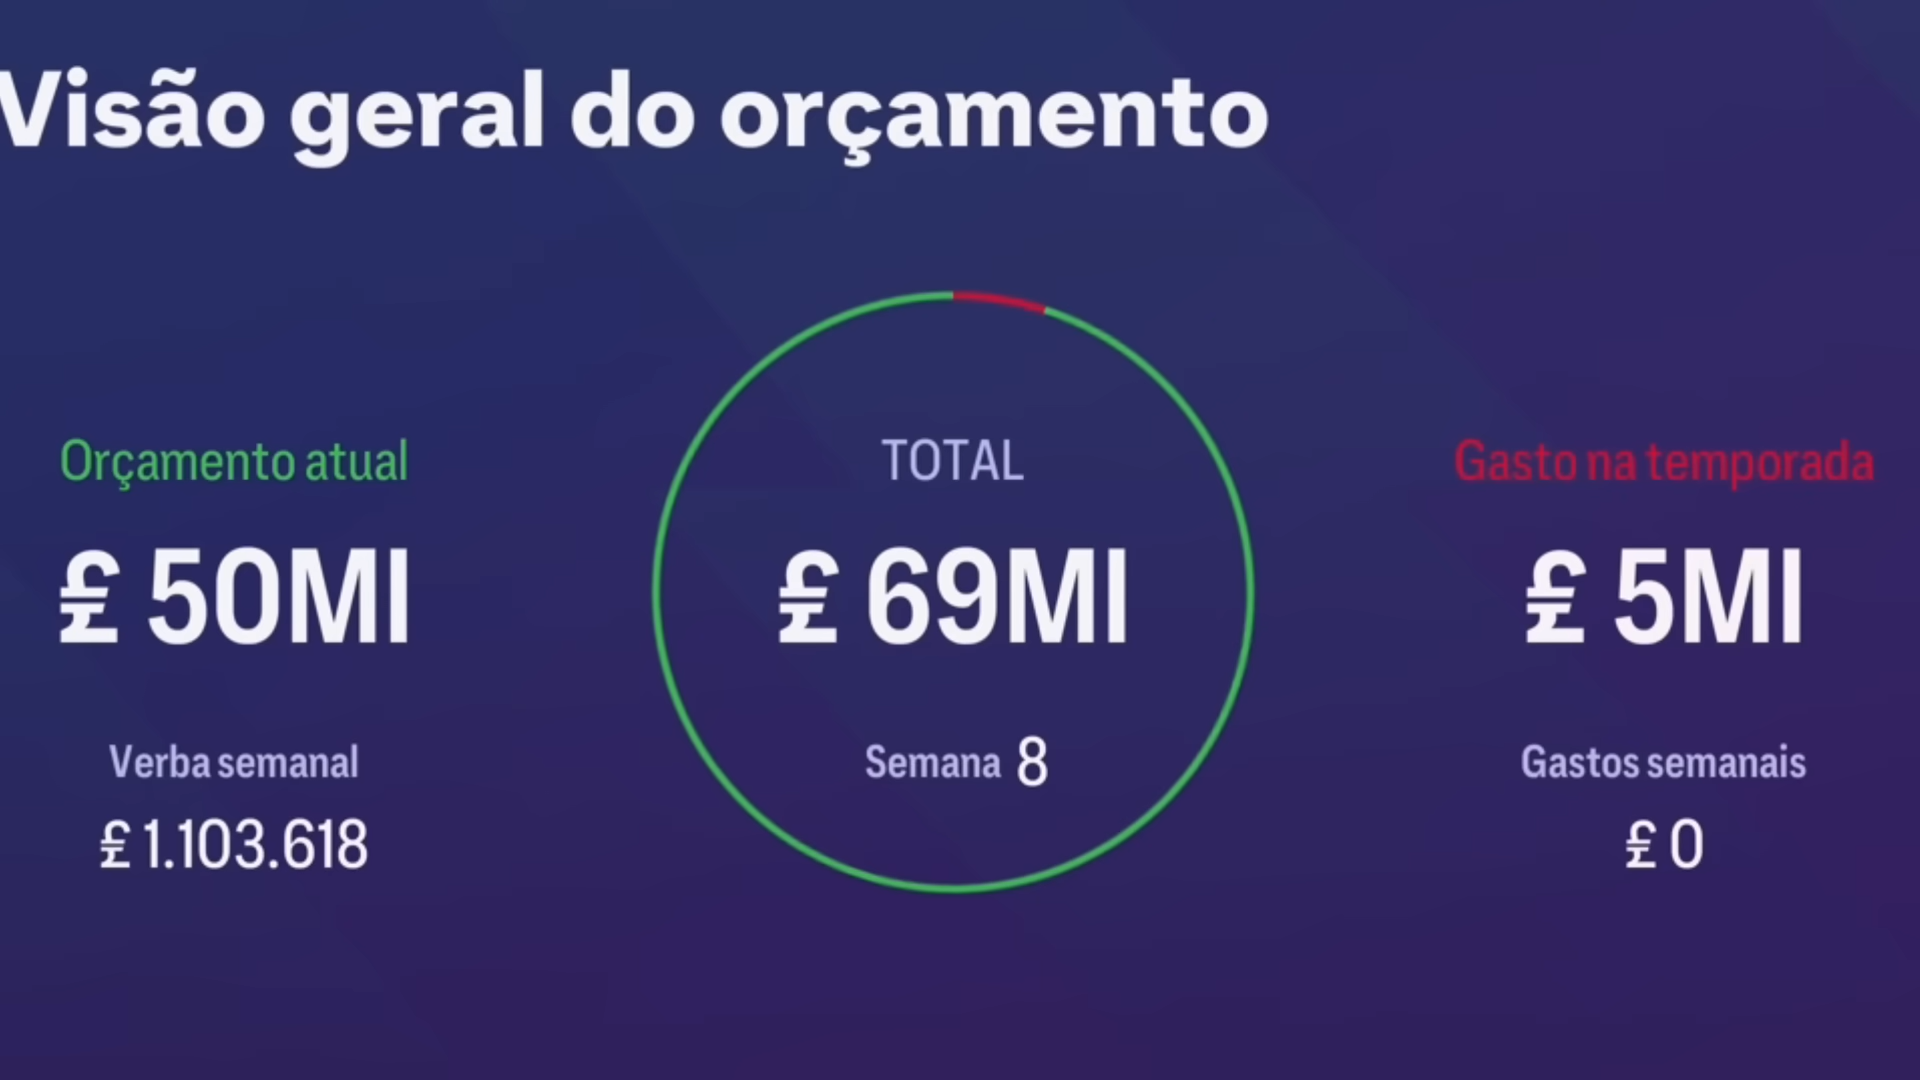 Visão geral do orçamento
Orçamento atual
£ 50MI
Verba semanal
£ 1.103.618
TOTAL
£ 69MI
Semana 8
Gasto na temporada
£ 5MI
Gastos semanais
£ 0